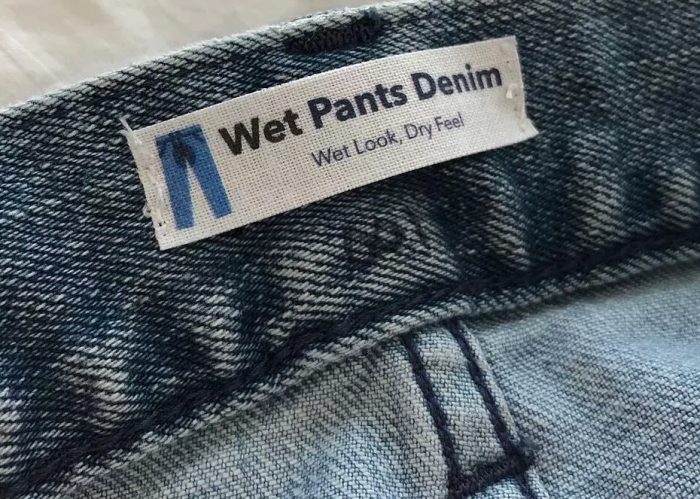 Wet Pants Denim
Wet Look, Dry Feel